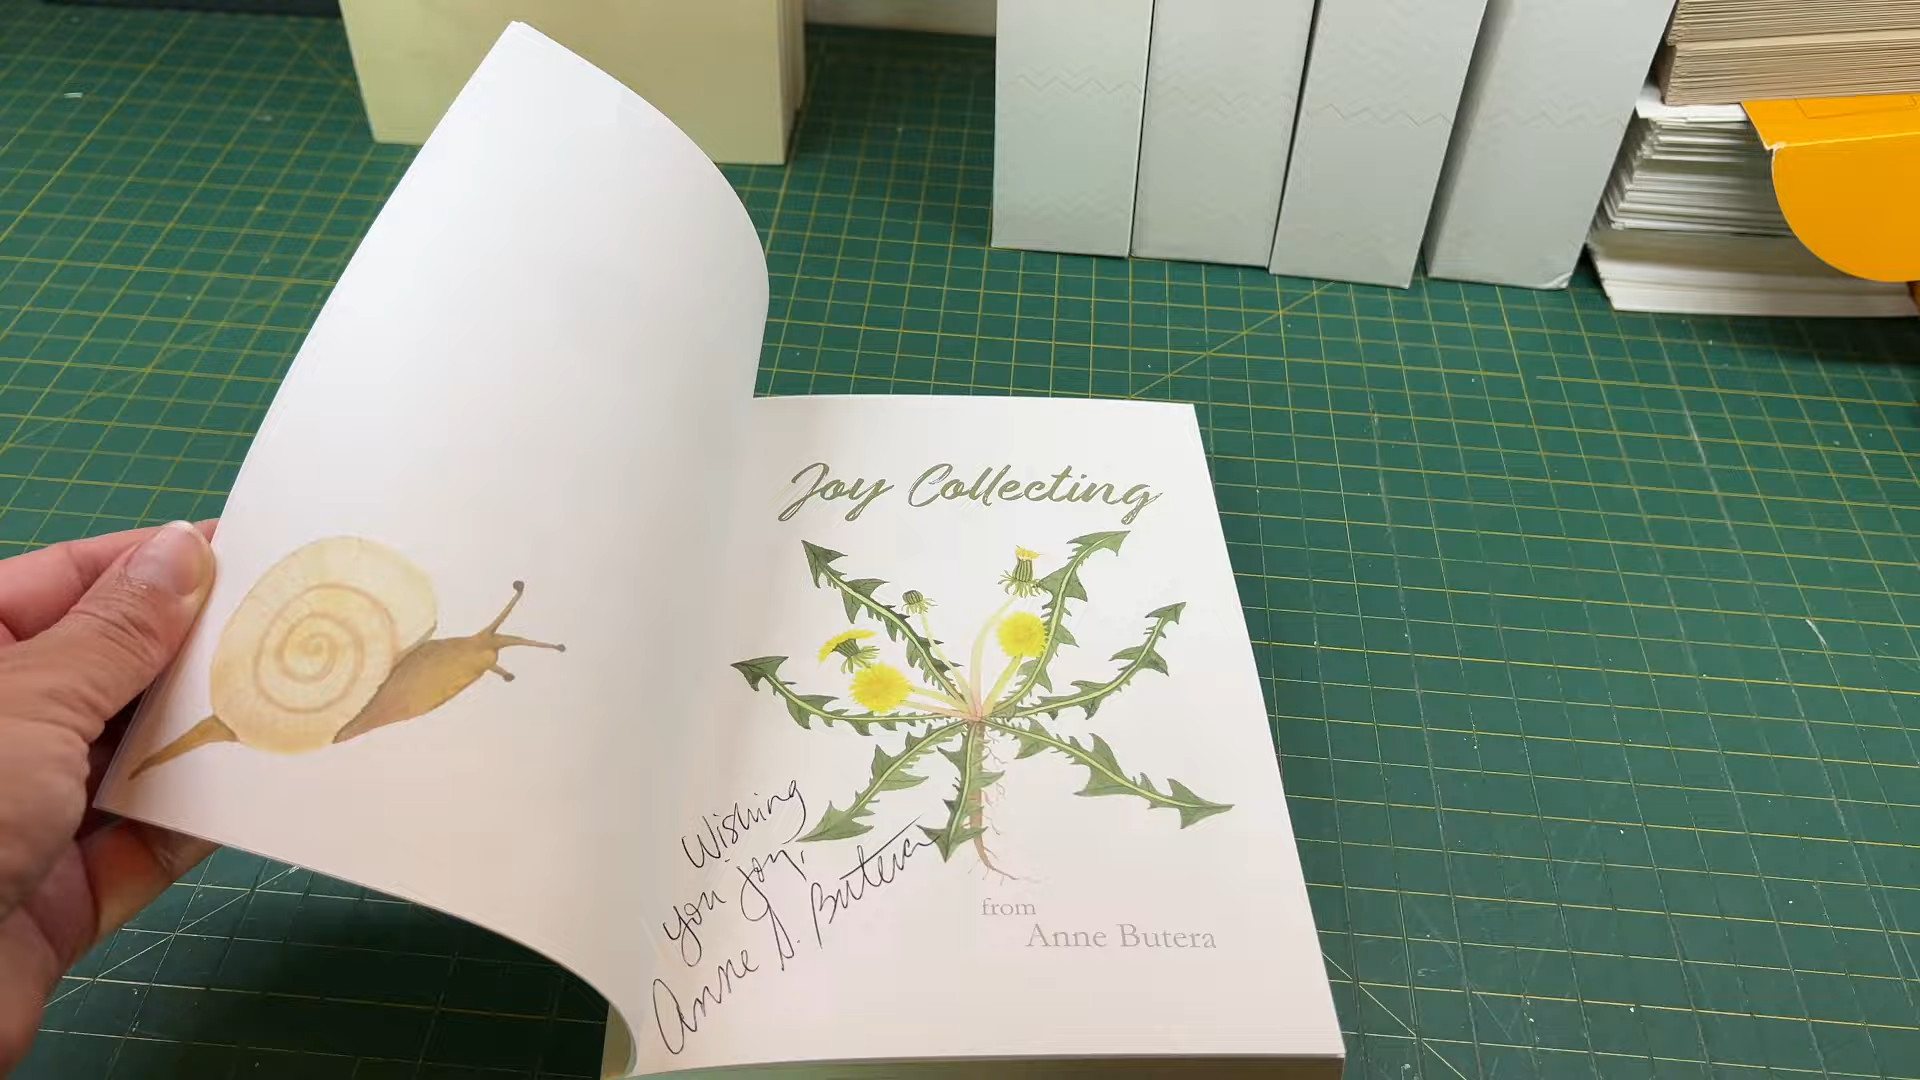 Joy Collecting
Wishing
you joy,
Anne D. Butera
from
Anne Butera